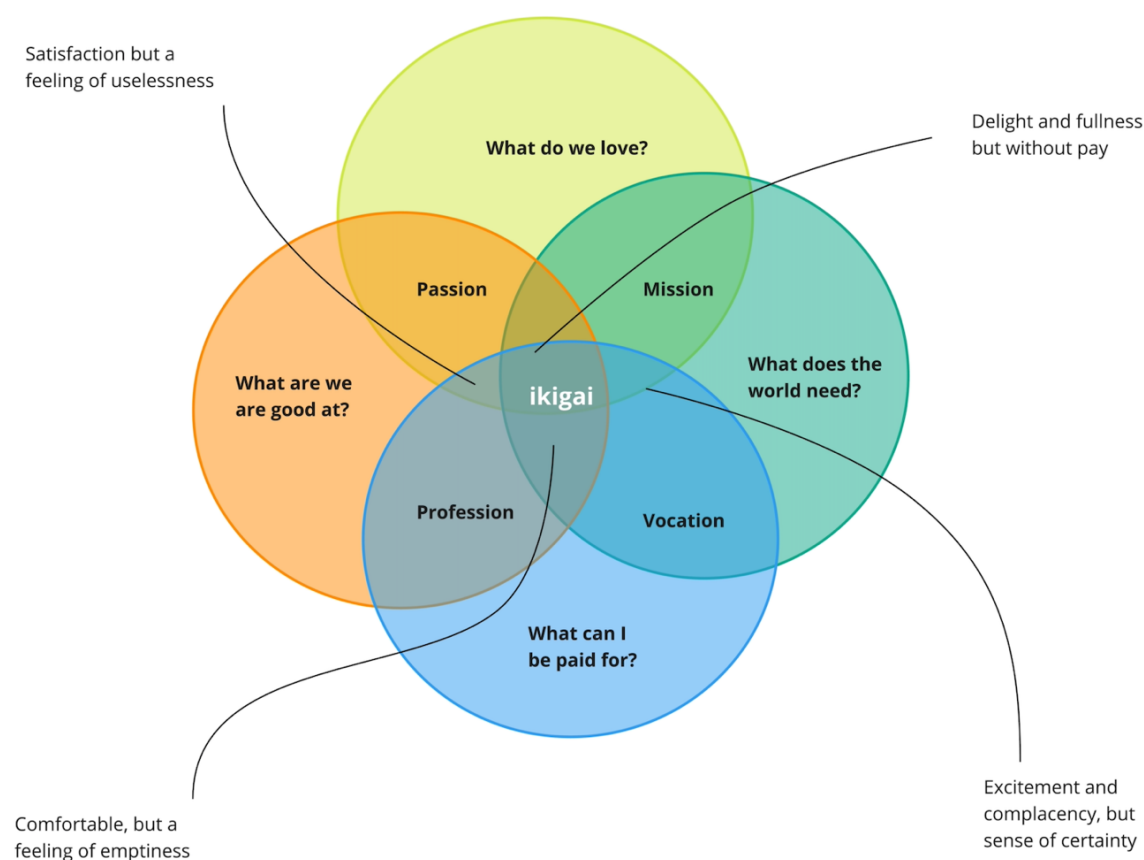 Satisfaction but a
feeling of uselessness
Delight and fullness
but without pay
What do we love?
Passion
Mission
What are we
are good at?
What does the
world need?
ikigai
Profession
Vocation
What can I
be paid for?
Comfortable, but a
feeling of emptiness
Excitement and
complacency, but
sense of certainty